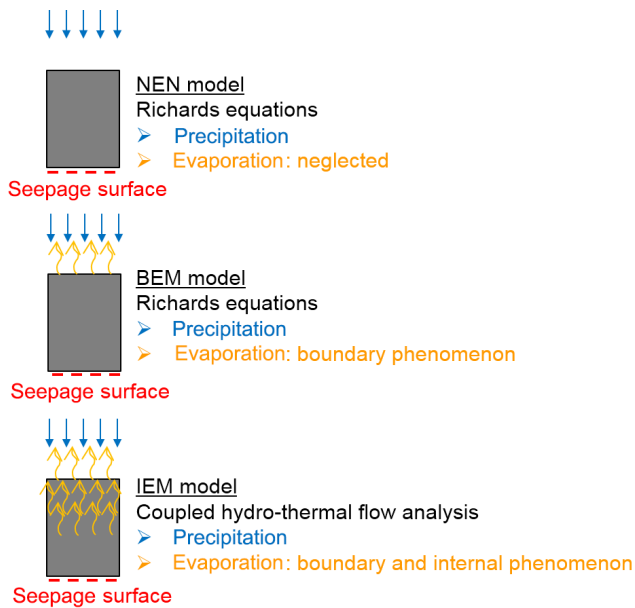 NEN model
Richards equations
➢ Precipitation
➢ Evaporation: neglected
Seepage surface
BEM model
Richards equations
➢ Precipitation
➢ Evaporation: boundary phenomenon
Seepage surface
IEM model
Coupled hydro-thermal flow analysis
➢ Precipitation
➢ Evaporation: boundary and internal phenomenon
Seepage surface